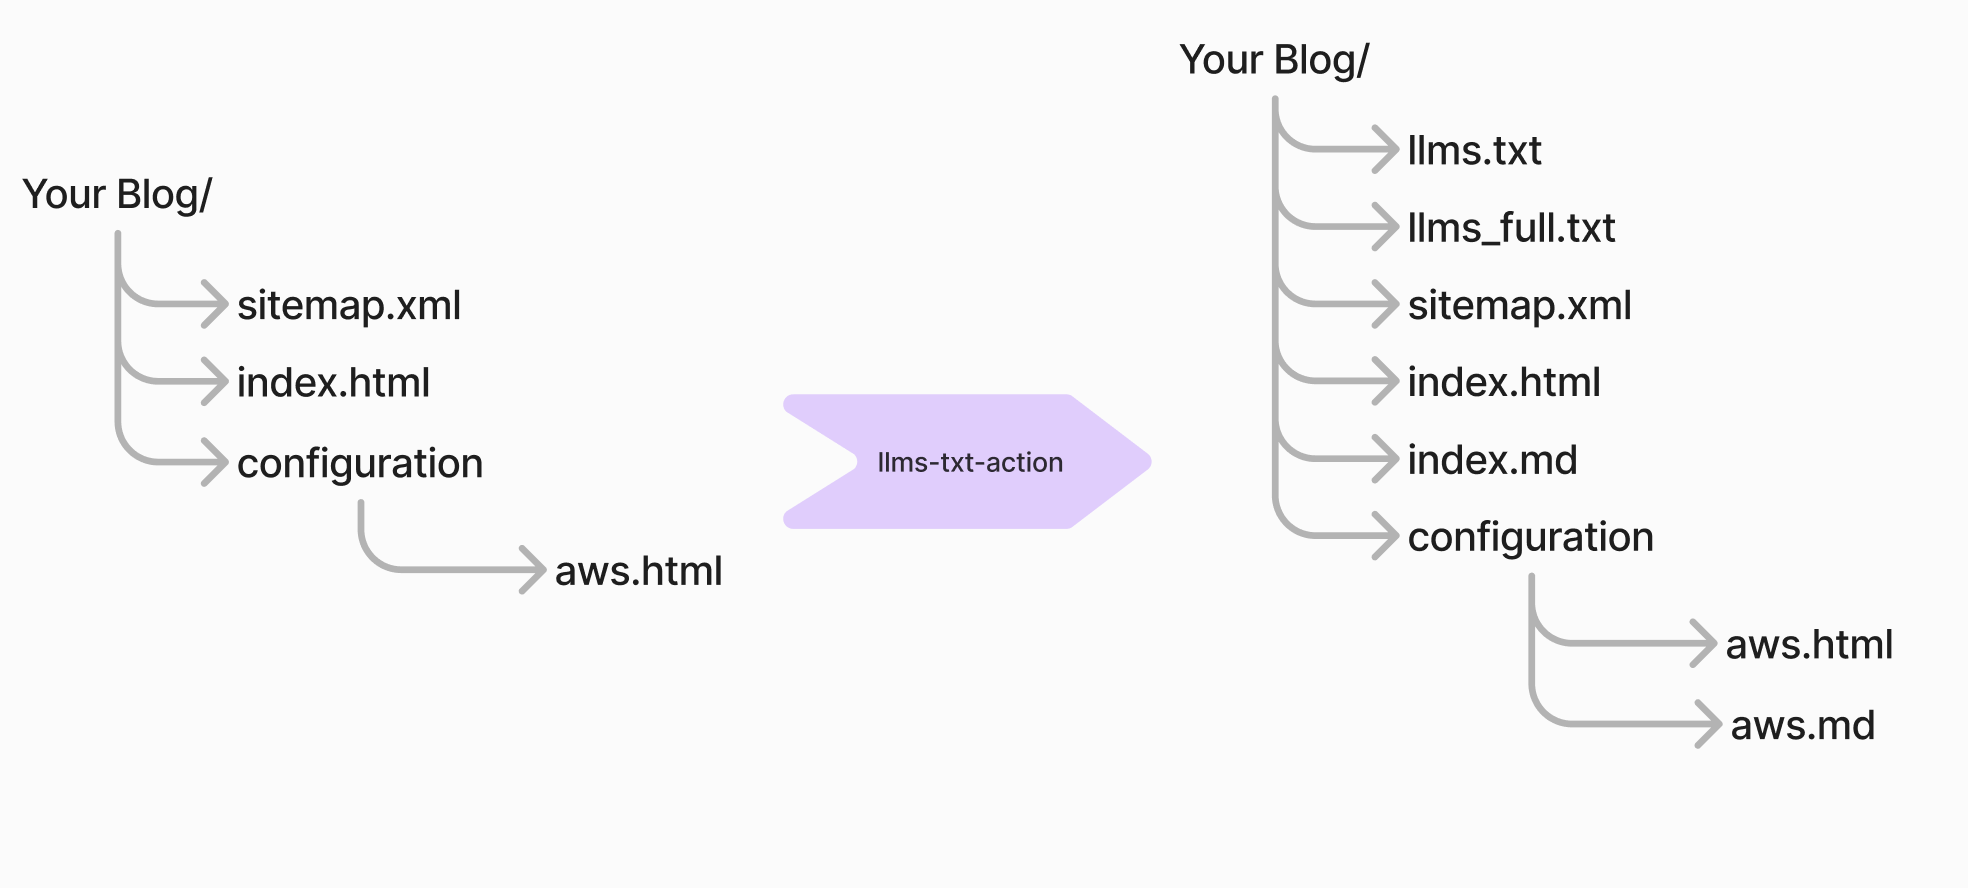 Your Blog/
sitemap.xml
index.html
configuration
aws.html
llms-txt-action
Your Blog/
llms.txt
llms_full.txt
sitemap.xml
index.html
index.md
configuration
aws.html
aws.md